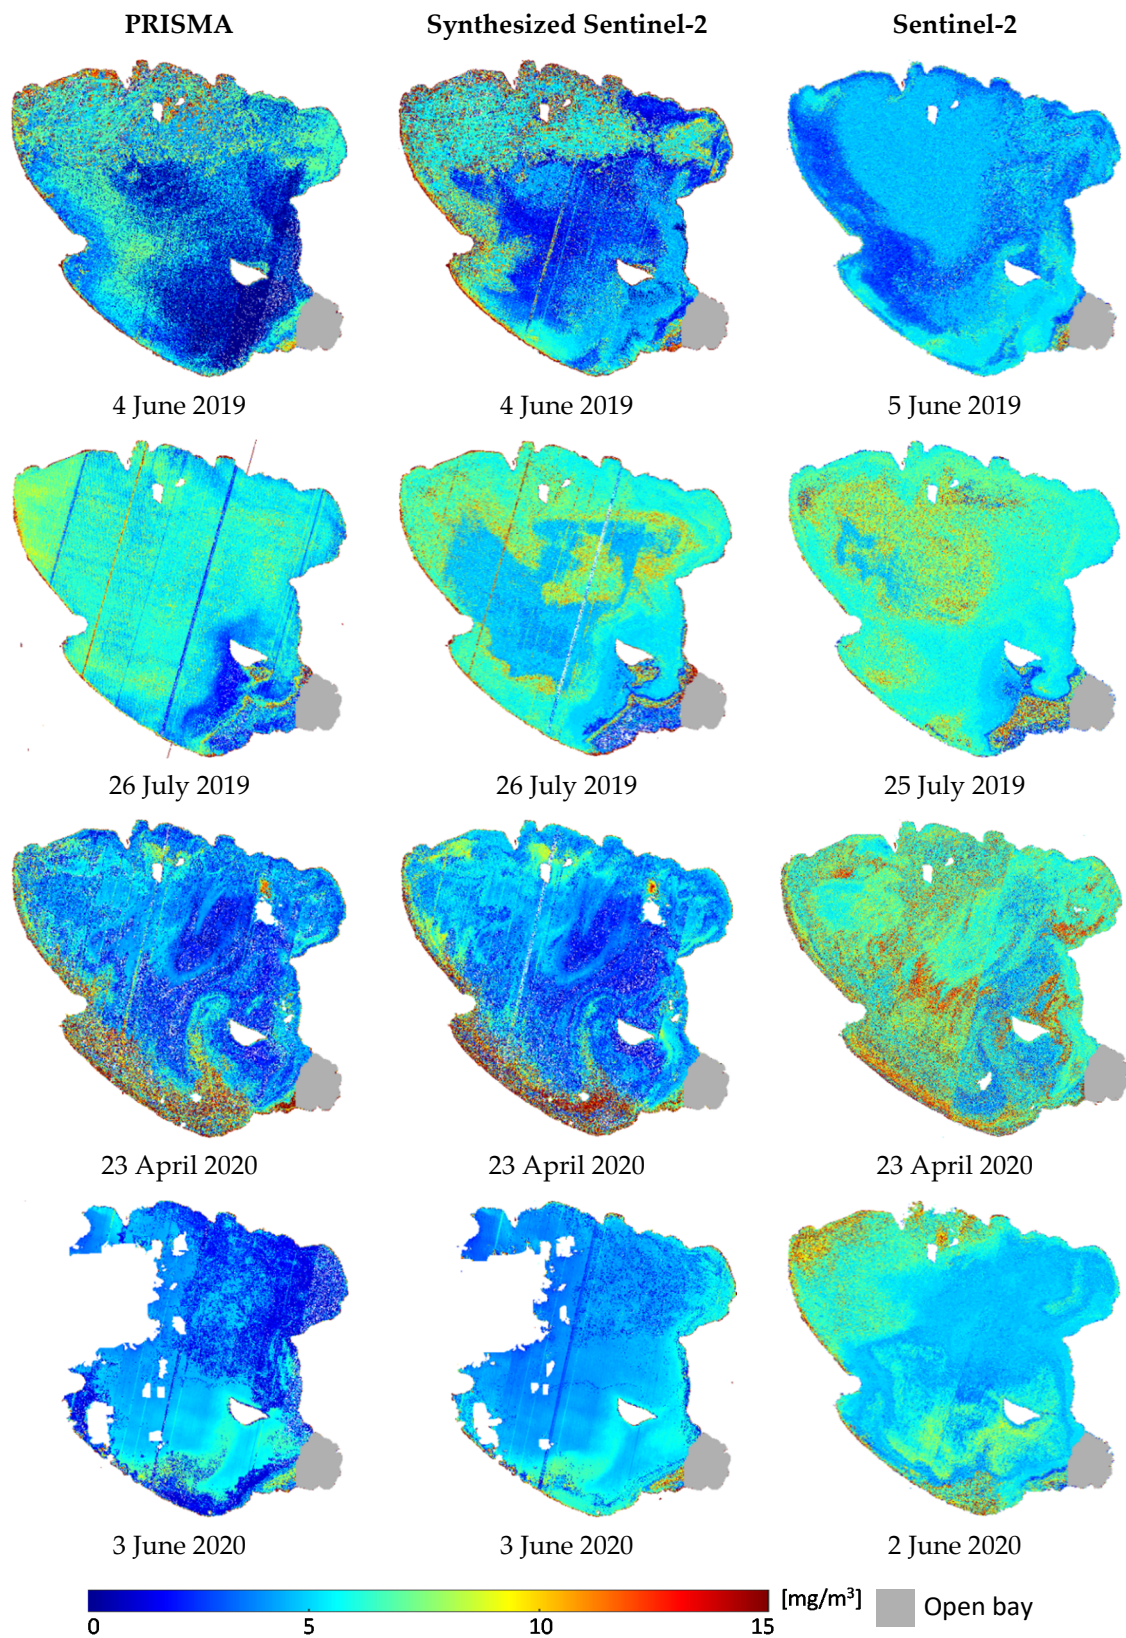 PRISMA Synthesized Sentinel-2 Sentinel-2
4 June 2019 4 June 2019 5 June 2019
26 July 2019 26 July 2019 25 July 2019
23 April 2020 23 April 2020 23 April 2020
3 June 2020 3 June 2020 2 June 2020
[mg/m³] Open bay
0 5 10 15